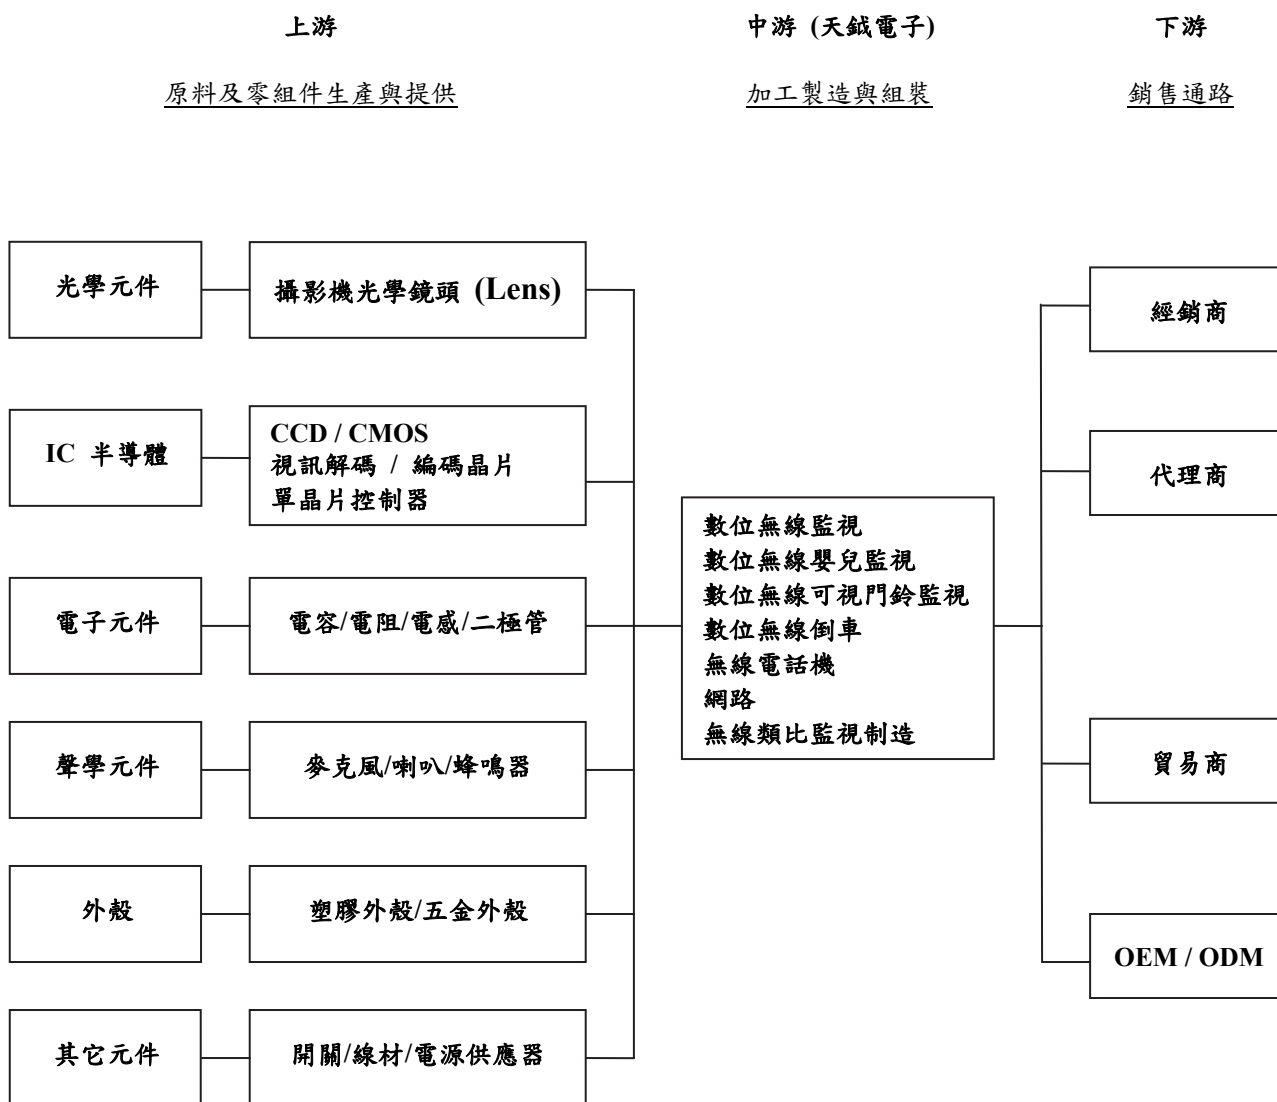 上游
中游 (天鉞電子)
下游
原料及零組件生產與提供
加工製造與組裝
銷售通路
光學元件
攝影機光學鏡頭 (Lens)
IC 半導體
CCD / CMOS
視訊解碼 / 編碼晶片
單晶片控制器
電子元件
電容/電阻/電感/二極管
聲學元件
麥克風/喇叭/蜂鳴器
外殼
塑膠外殼/五金外殼
其它元件
開關/線材/電源供應器
數位無線監視
數位無線嬰兒監視
數位無線可視門鈴監視
數位無線倒車
無線電話機
網路
無線類比監視制造
經銷商
代理商
貿易商
OEM / ODM